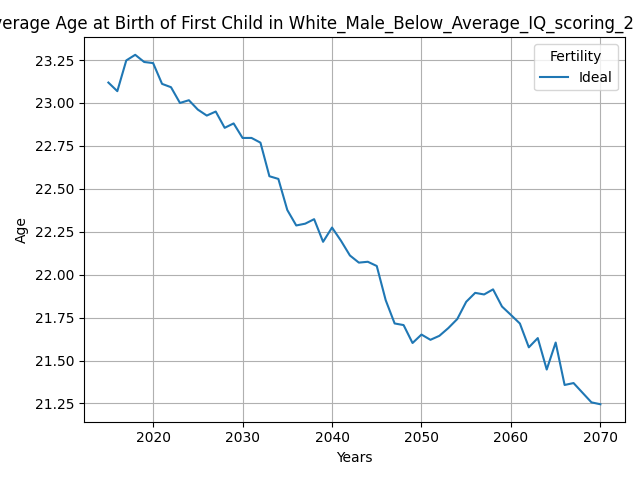 Average Age at Birth of First Child in White_Male_Below_Average_IQ_scoring_2
Fertility
Ideal
23.25
23.00
22.75
22.50
22.25
22.00
21.75
21.50
21.25
Age
2020 2030 2040 2050 2060 2070
Years